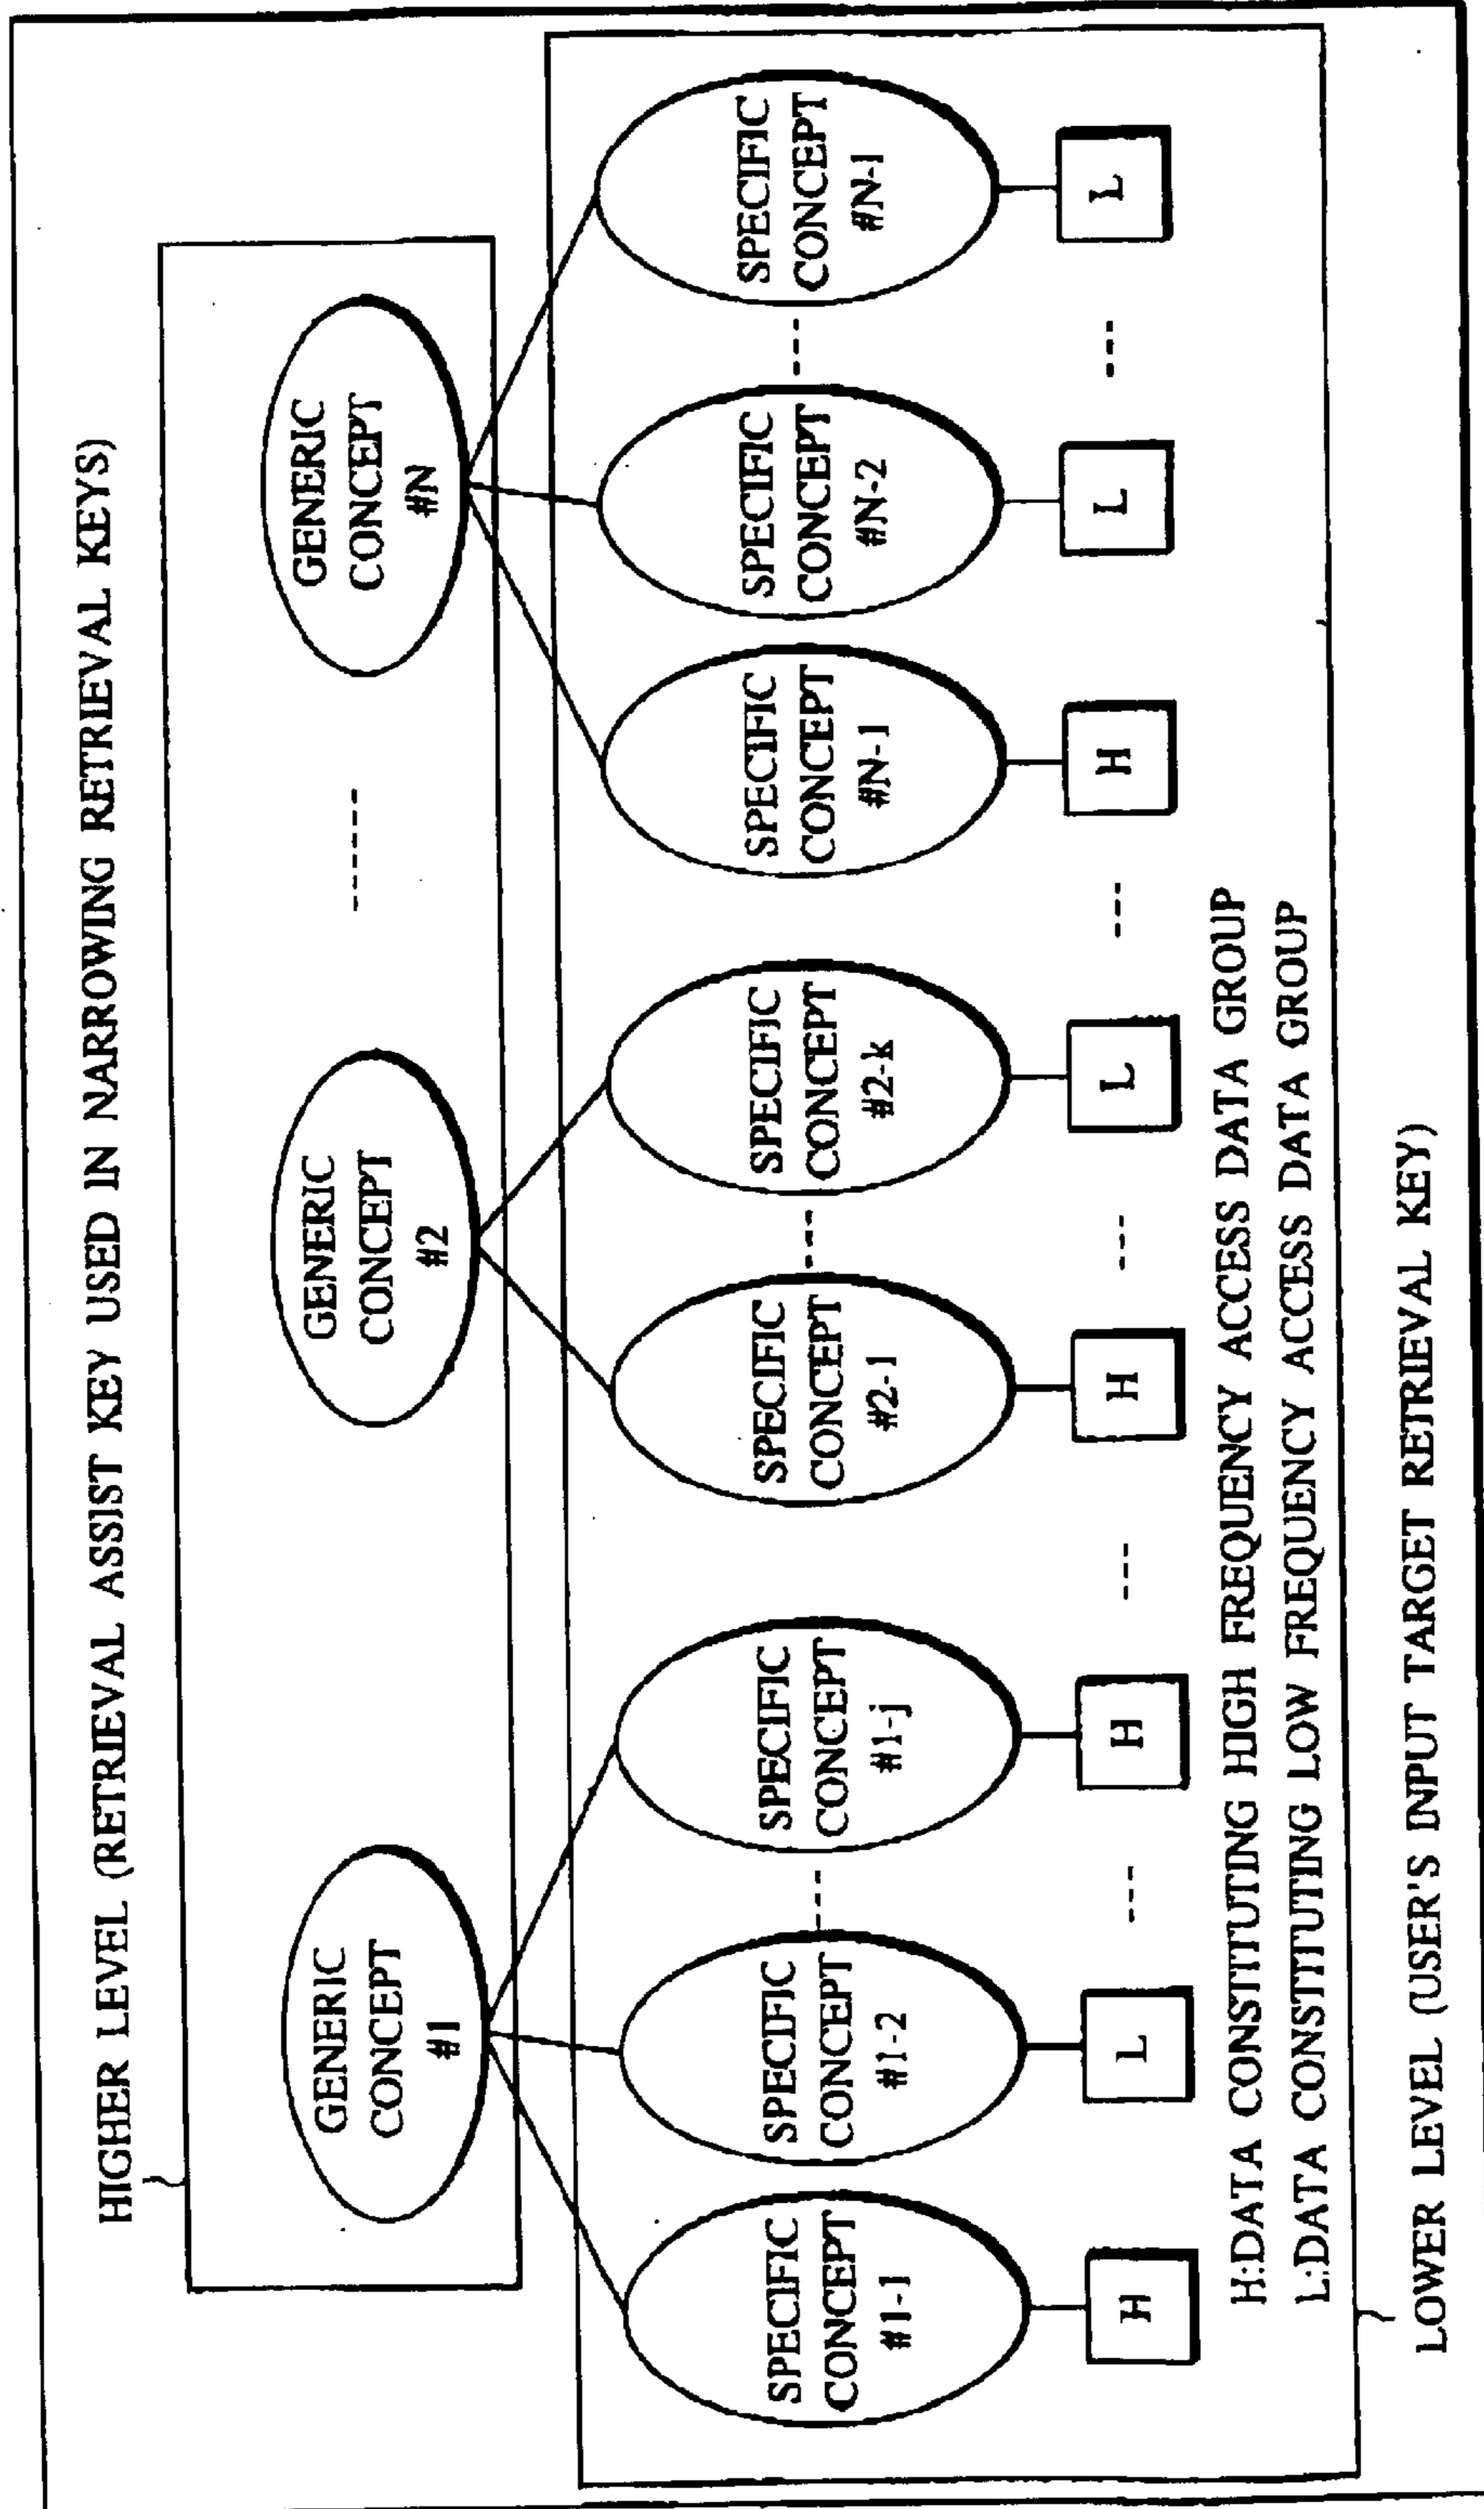 HIGHER LEVEL (RETRIEVAL ASSIST KEY USED IN NARROWING RETRIEVAL KEYS)
GENERIC
CONCEPT
#1
GENERIC
CONCEPT
#2
GENERIC
CONCEPT
#N
SPECIFIC
CONCEPT
#1-1
SPECIFIC
CONCEPT
#1-2
SPECIFIC
CONCEPT
#1-j
SPECIFIC
CONCEPT
#2-1
SPECIFIC
CONCEPT
#2-k
SPECIFIC
CONCEPT
#N-1
SPECIFIC
CONCEPT
#N-2
SPECIFIC
CONCEPT
#N-l
H
L
H
H
L
H
L
L
H:DATA CONSTITUTING HIGH FREQUENCY ACCESS DATA GROUP
L:DATA CONSTITUTING LOW FREQUENCY ACCESS DATA GROUP
LOWER LEVEL (USER'S INPUT TARGET RETRIEVAL KEY)